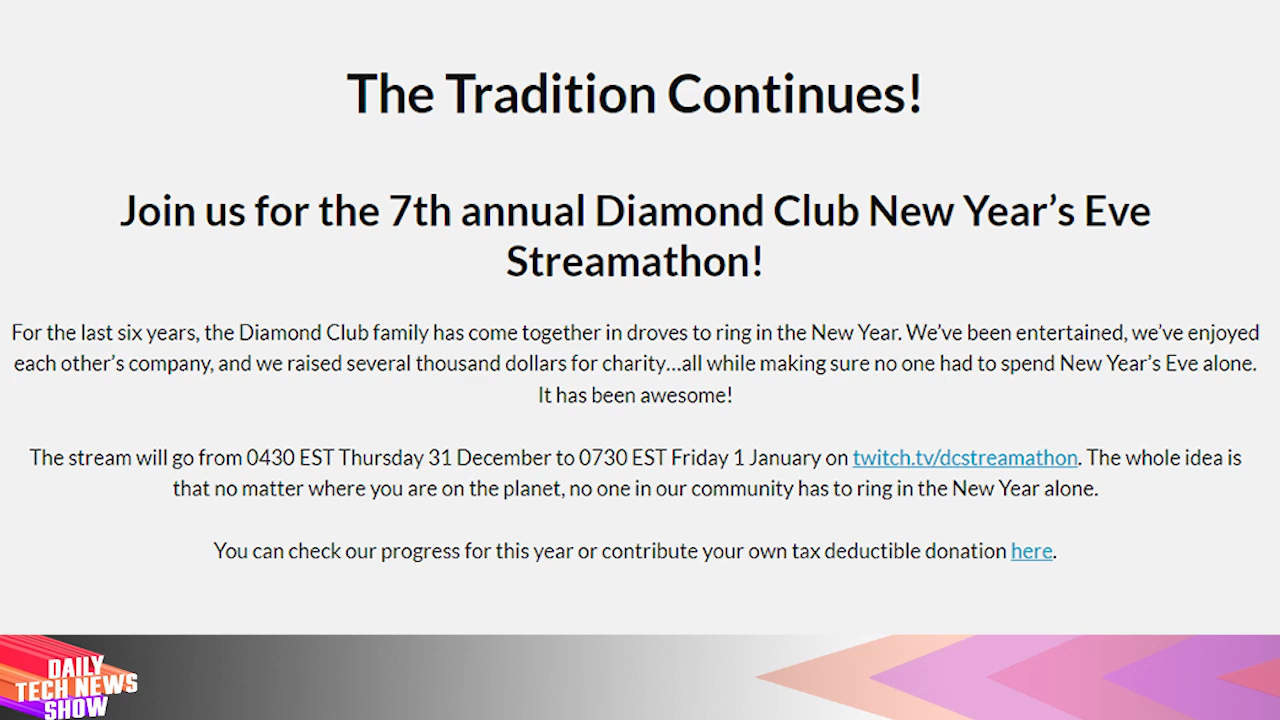 The Tradition Continues!
Join us for the 7th annual Diamond Club New Year’s Eve
Streamathon!
For the last six years, the Diamond Club family has come together in droves to ring in the New Year. We’ve been entertained, we’ve enjoyed
each other’s company, and we raised several thousand dollars for charity…all while making sure no one had to spend New Year’s Eve alone.
It has been awesome!
The stream will go from 0430 EST Thursday 31 December to 0730 EST Friday 1 January on twitch.tv/dcstreamathon. The whole idea is
that no matter where you are on the planet, no one in our community has to ring in the New Year alone.
You can check our progress for this year or contribute your own tax deductible donation here.
DAILY
TECH NEWS
SHOW